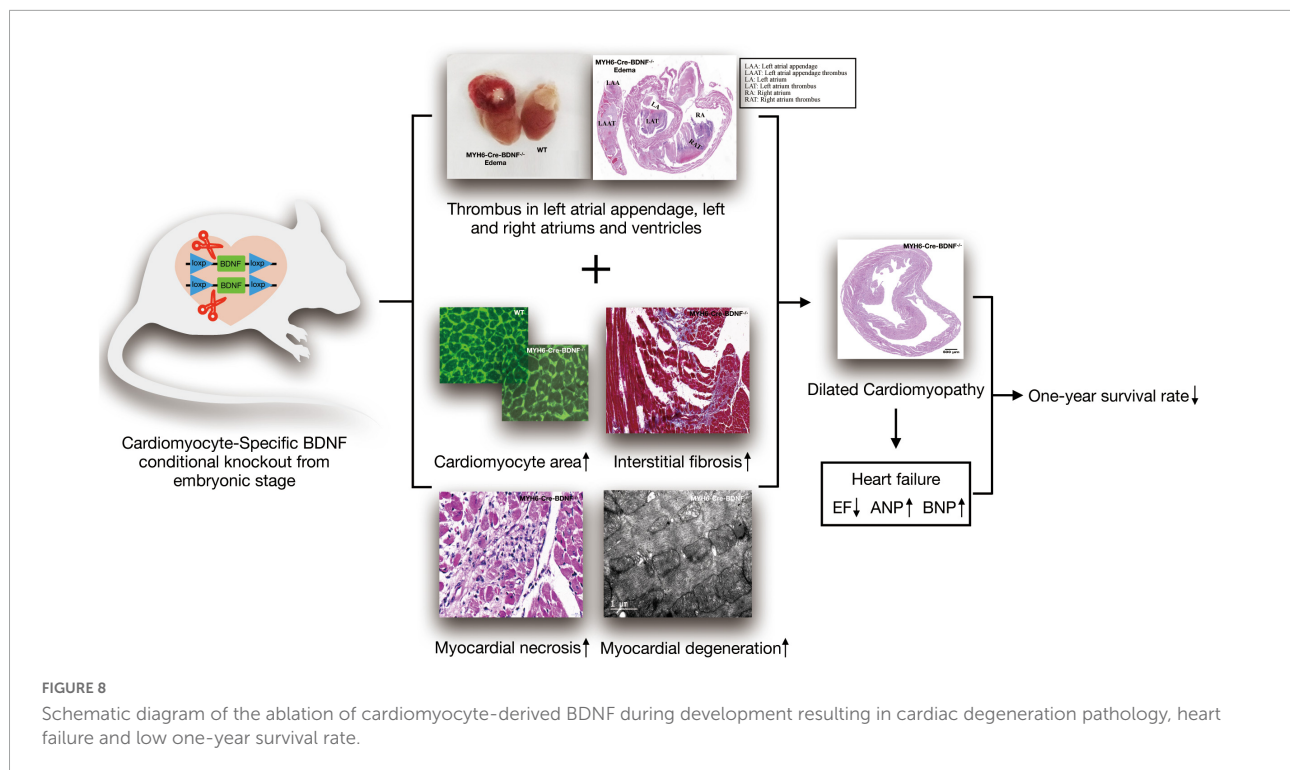 loxp BDNF loxp
loxp BDNF loxp
Cardiomyocyte-Specific BDNF
conditional knockout from
embryonic stage
MYH6-Cre-BDNF-/-
Edema
WT
MYH6-Cre-BDNF-/-
Edema
LAA
LAAT
LA
LAT
RA
RAT
LAA: Left atrial appendage
LAAT: Left atrial appendage thrombus
LA: Left atrium
LAT: Left atrium thrombus
RA: Right atrium
RAT: Right atrium thrombus
Thrombus in left atrial appendage, left
and right atriums and ventricles
+
WT
MYH6-Cre-BDNF-/-
Cardiomyocyte area↑
MYH6-Cre-BDNF-/-
Interstitial fibrosis↑
MYH6-Cre-BDNF-/-
Myocardial necrosis↑
MYH6-Cre-BDNF-/-
1 μm
Myocardial degeneration↑
MYH6-Cre-BDNF-/-
Dilated Cardiomyopathy
Heart failure
EF↓ ANP↑ BNP↑
One-year survival rate↓
FIGURE 8
Schematic diagram of the ablation of cardiomyocyte-derived BDNF during development resulting in cardiac degeneration pathology, heart
failure and low one-year survival rate.